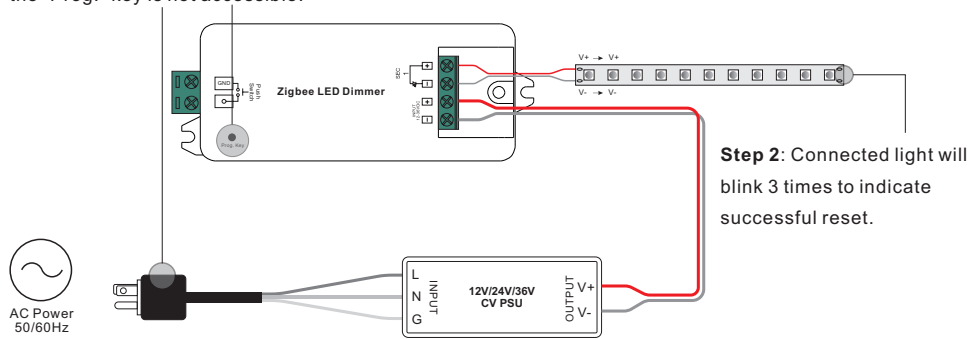 the "Prog." key is not accessible.
V+ → V+
SEC
GND
Push
Switch
Zigbee LED Dimmer
V- → V-
Prog. Key
Step 2: Connected light will
blink 3 times to indicate
successful reset.
L
N
G
INPUT
12V/24V/36V
CV PSU
OUTPUT
V+
V-
AC Power
50/60Hz